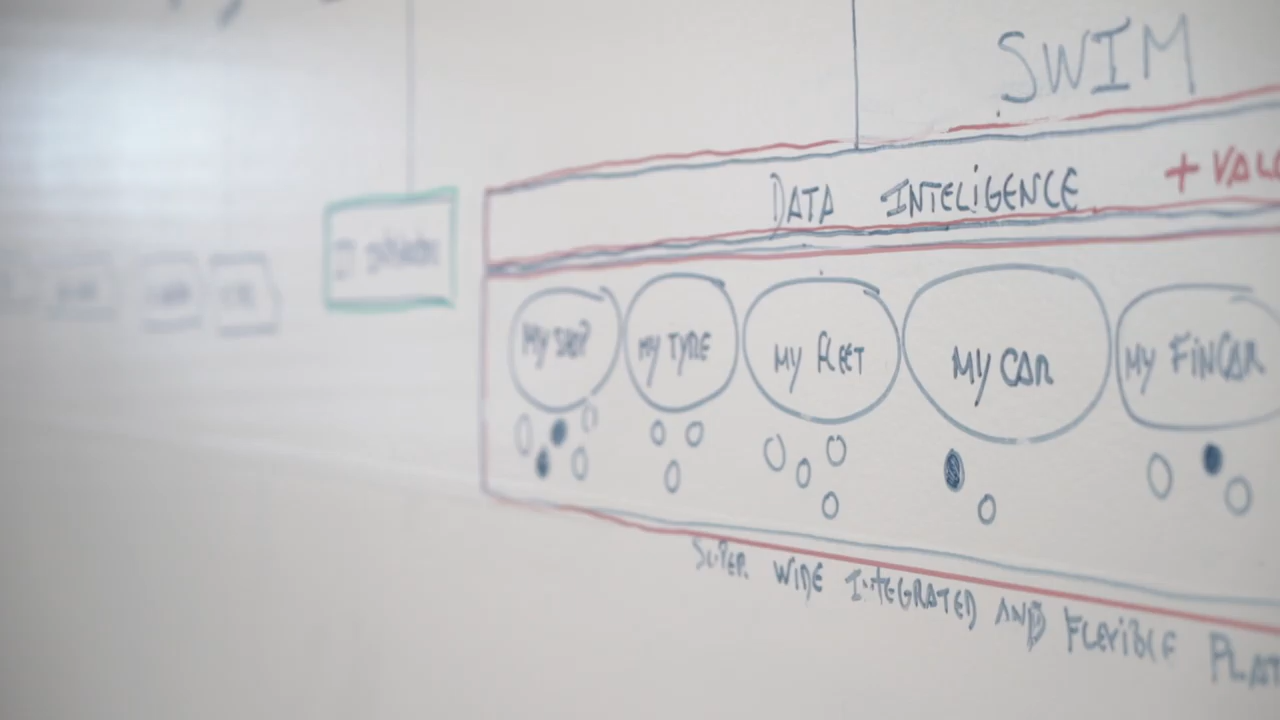 SWIM
DATA INTELIGENCE + VALU
MY SHOP MY TYRE MY FLEET MY CAR MY FINCAR
SUPER WIDE INTEGRATED AND FLEXIBLE PLAT